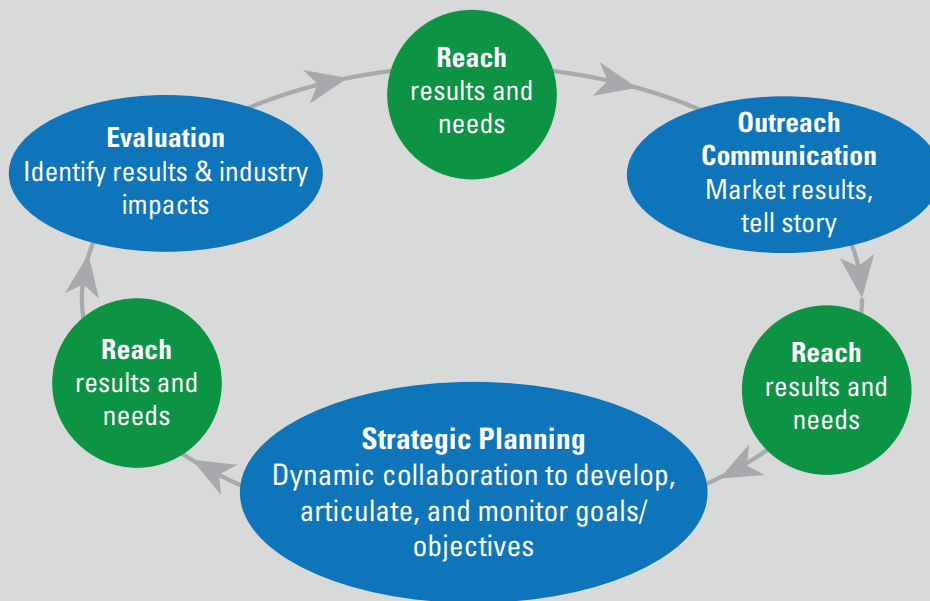 Reach
results and
needs
Evaluation
Identify results & industry
impacts
Outreach
Communication
Market results,
tell story
Reach
results and
needs
Reach
results and
needs
Strategic Planning
Dynamic collaboration to develop,
articulate, and monitor goals/
objectives